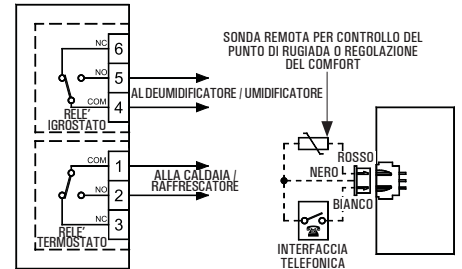 NC
6
NO
5
COM
4
RELE'
IGROSTATO
AL DEUMIDIFICATORE / UMIDIFICATORE
COM
1
NO
2
NC
3
RELE'
TERMOSTATO
ALLA CALDAIA /
RAFFRESCATORE
SONDA REMOTA PER CONTROLLO DEL
PUNTO DI RUGIADA O REGOLAZIONE
DEL COMFORT
ROSSO
NERO
BIANCO
INTERFACCIA
TELEFONICA